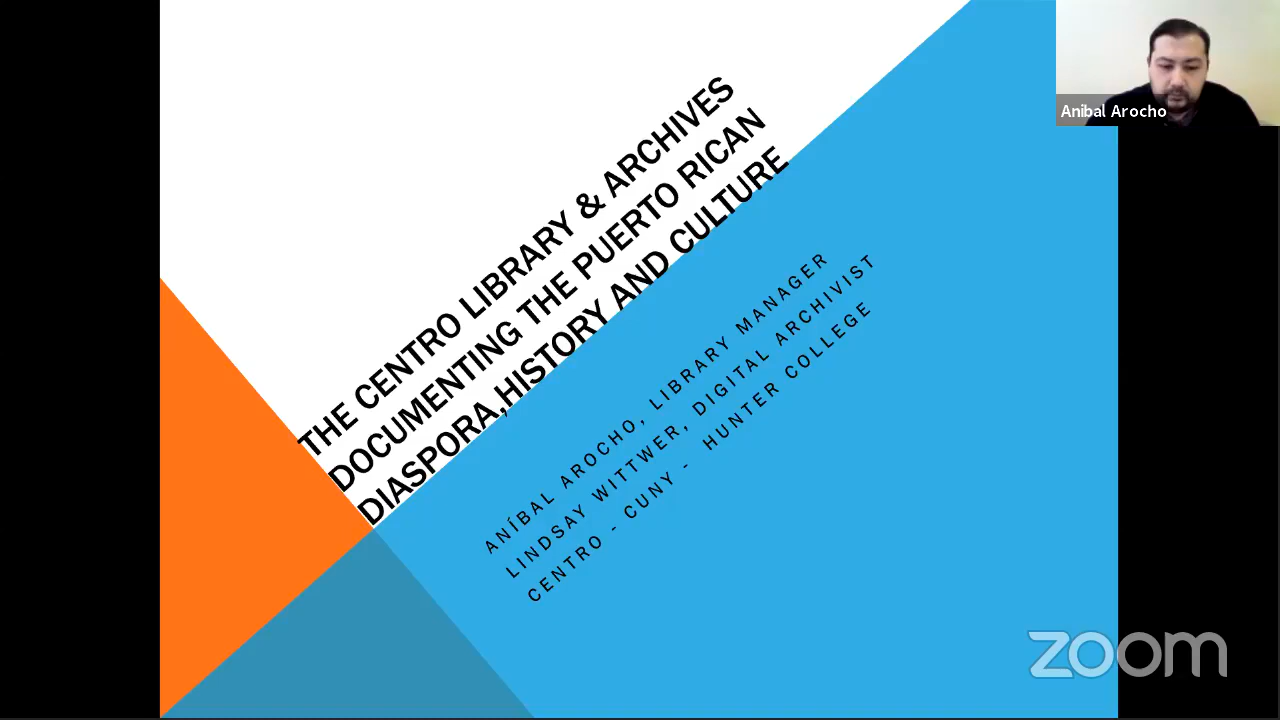 THE CENTRO LIBRARY & ARCHIVES
DOCUMENTING THE PUERTO RICAN
DIASPORA,HISTORY AND CULTURE
ANÍBAL AROCHO, LIBRARY MANAGER
LINDSAY WITTWER, DIGITAL ARCHIVIST
CENTRO - CUNY - HUNTER COLLEGE
Anibal Arocho
zoom